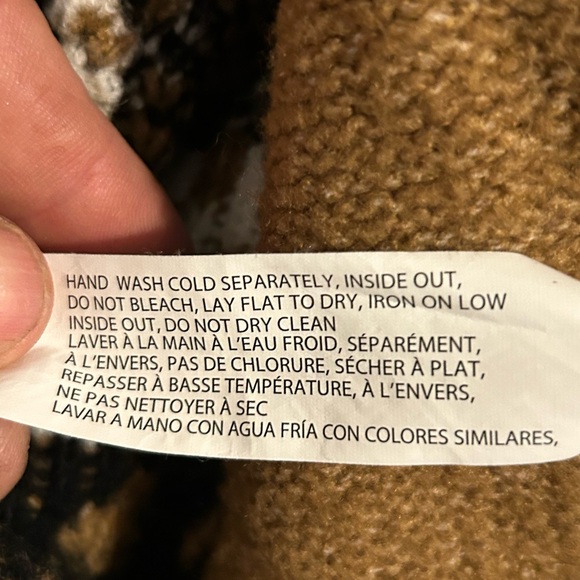 HAND WASH COLD SEPARATELY, INSIDE OUT,
DO NOT BLEACH, LAY FLAT TO DRY, IRON ON LOW
INSIDE OUT, DO NOT DRY CLEAN
LAVER À LA MAIN À L'EAU FROID, SÉPARÉMENT,
À L'ENVERS, PAS DE CHLORURE, SÉCHER À PLAT,
REPASSER À BASSE TEMPÉRATURE, À L'ENVERS,
NE PAS NETTOYER À SEC
LAVAR A MANO CON AGUA FRÍA CON COLORES SIMILARES,